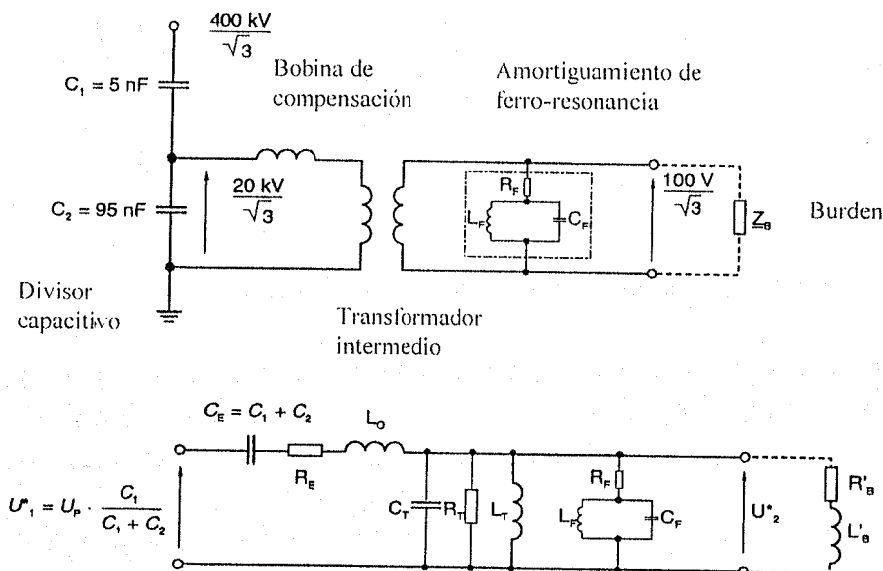 400 kV
√3
Bobina de
compensación
Amortiguamiento de
ferro-resonancia
C₁ = 5 nF
C₂ = 95 nF
20 kV
√3
R_F
L_F
C_F
100 V
√3
Z_B
Burden
Divisor
capacitivo
Transformador
intermedio
C_E = C₁ + C₂
L_O
R_E
U*₁ = U_P · C₁
C₁ + C₂
C_T
R_T
L_T
R_F
L_F
C_F
U*₂
R'_B
L'_B